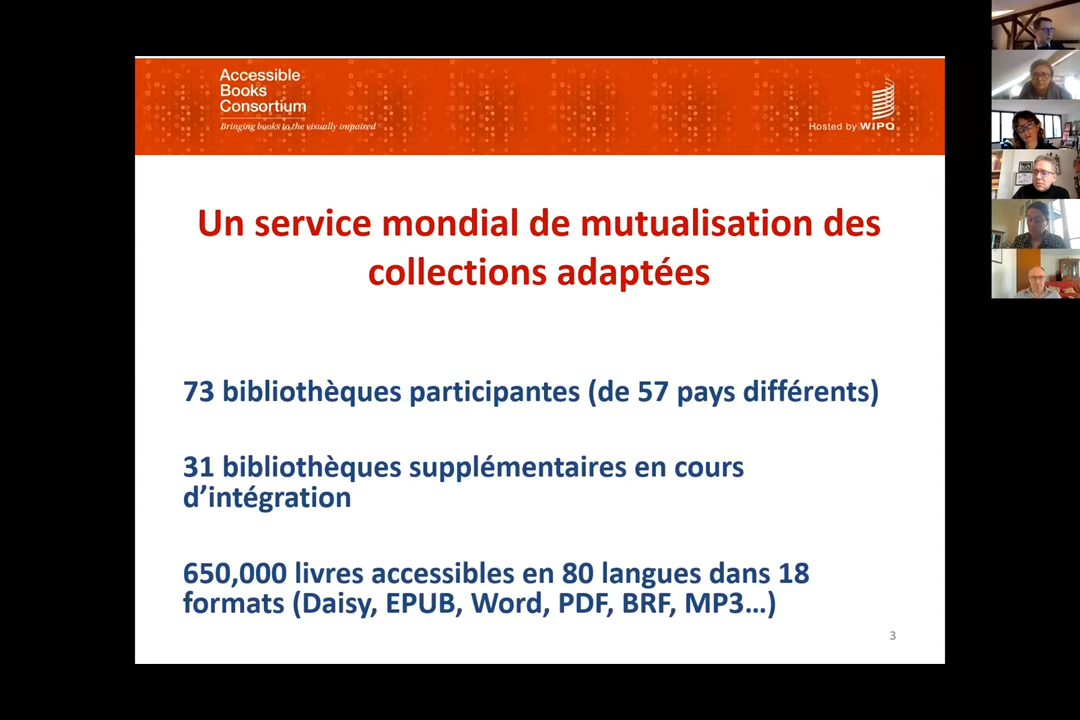 Accessible
Books
Consortium
Bringing books to the visually impaired
Hosted by WIPO
Un service mondial de mutualisation des
collections adaptées
73 bibliothèques participantes (de 57 pays différents)
31 bibliothèques supplémentaires en cours
d’intégration
650,000 livres accessibles en 80 langues dans 18
formats (Daisy, EPUB, Word, PDF, BRF, MP3…)
3